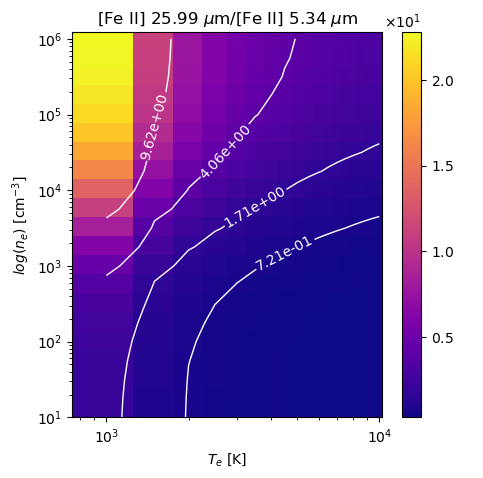 [Fe II] 25.99 μm/[Fe II] 5.34 μm
×10¹
10⁶
10⁵
10⁴
10³
10²
10¹
log(nₑ) [cm⁻³]
9.62e+00
4.06e+00
1.71e+00
7.21e-01
2.0
1.5
1.0
0.5
10³
10⁴
Tₑ [K]